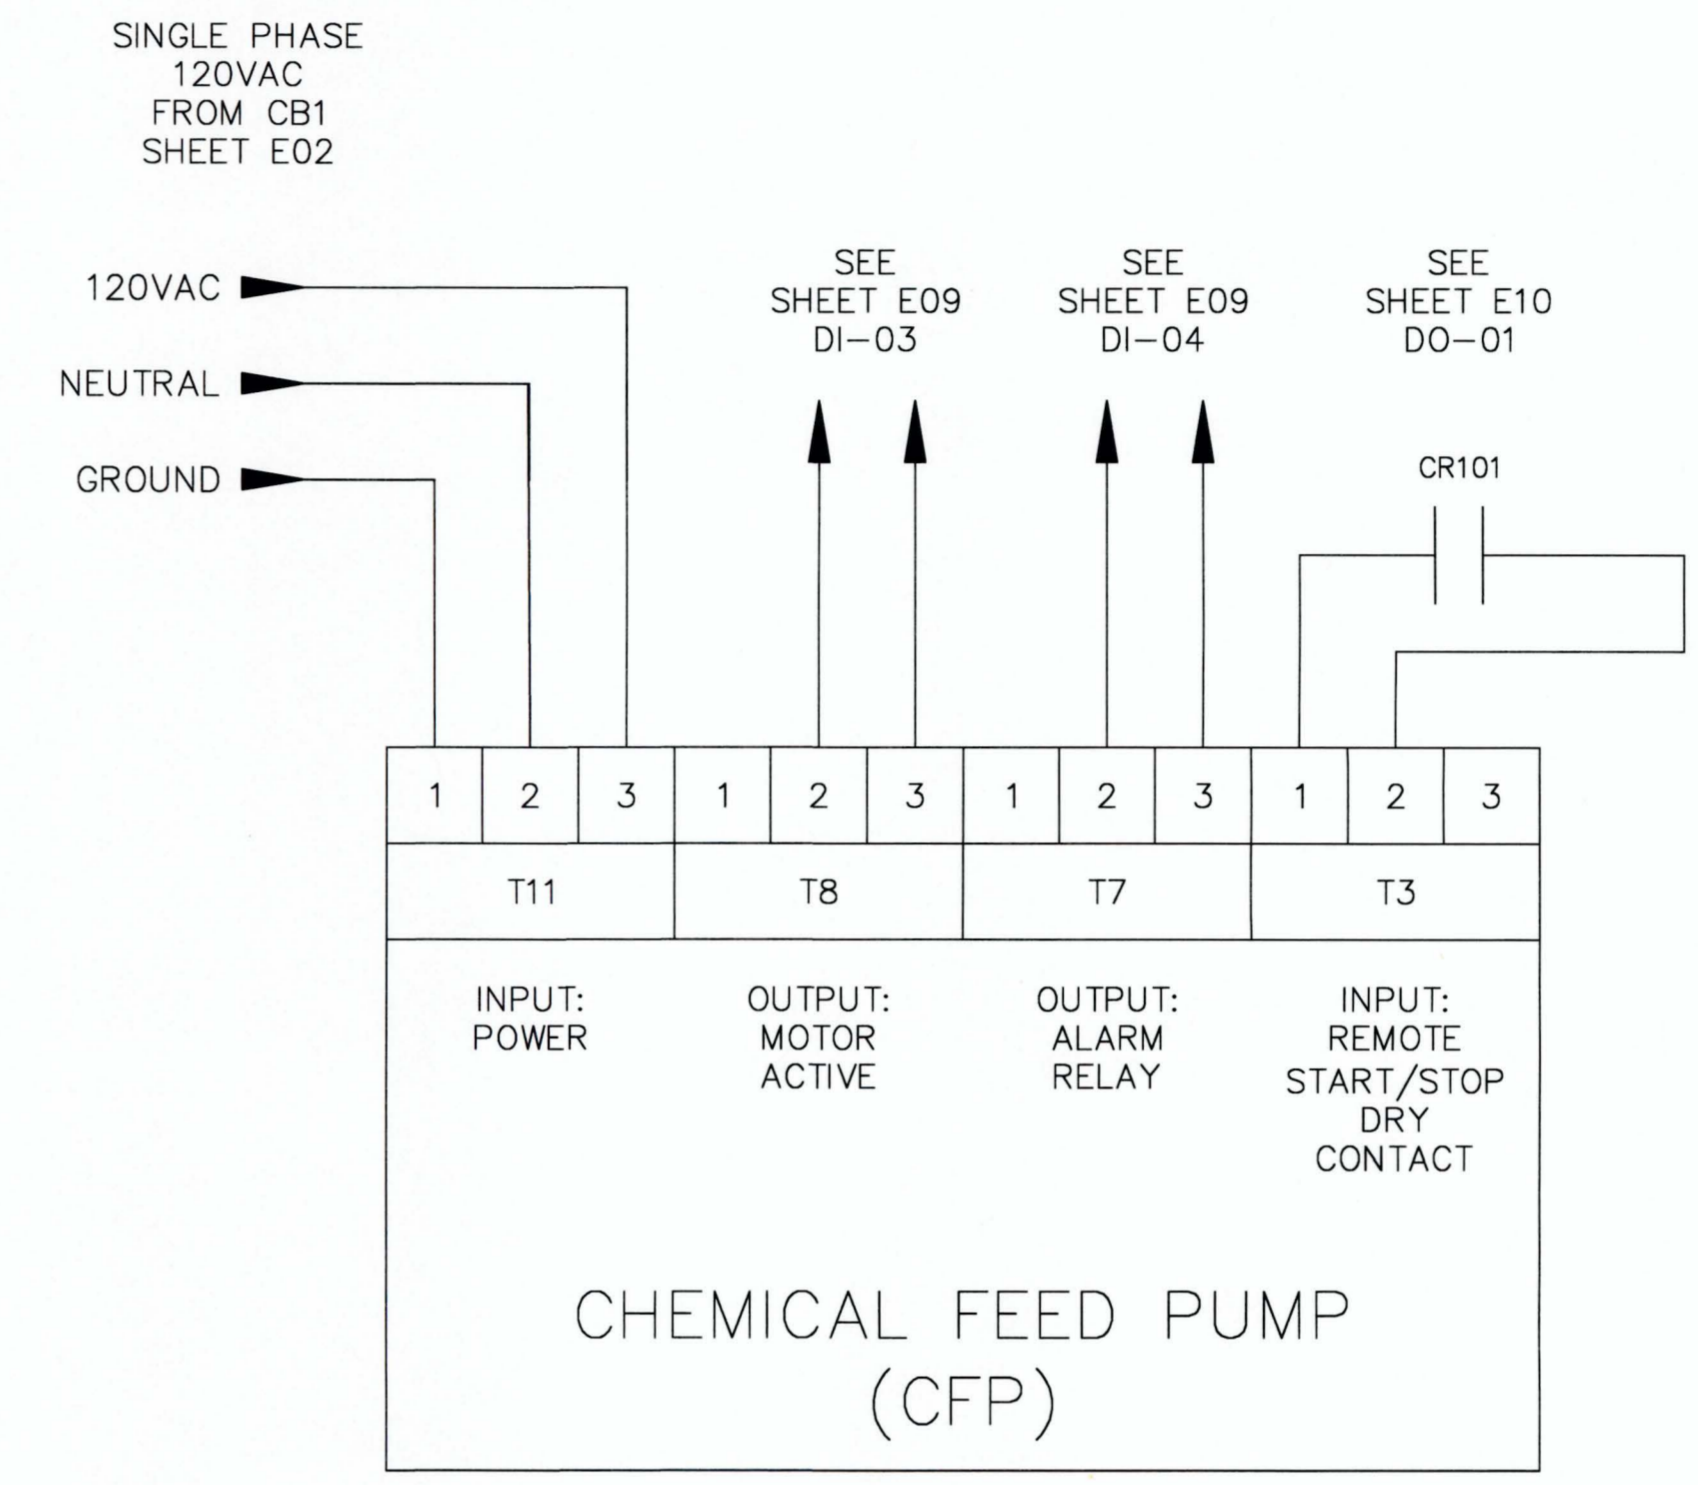 SINGLE PHASE
120VAC
FROM CB1
SHEET E02
120VAC
NEUTRAL
GROUND
SEE
SHEET E09
DI-03
SEE
SHEET E09
DI-04
SEE
SHEET E10
DO-01
CR101
1 2 3 1 2 3 1 2 3 1 2 3
T11 T8 T7 T3
INPUT:
POWER
OUTPUT:
MOTOR
ACTIVE
OUTPUT:
ALARM
RELAY
INPUT:
REMOTE
START/STOP
DRY
CONTACT
CHEMICAL FEED PUMP
(CFP)